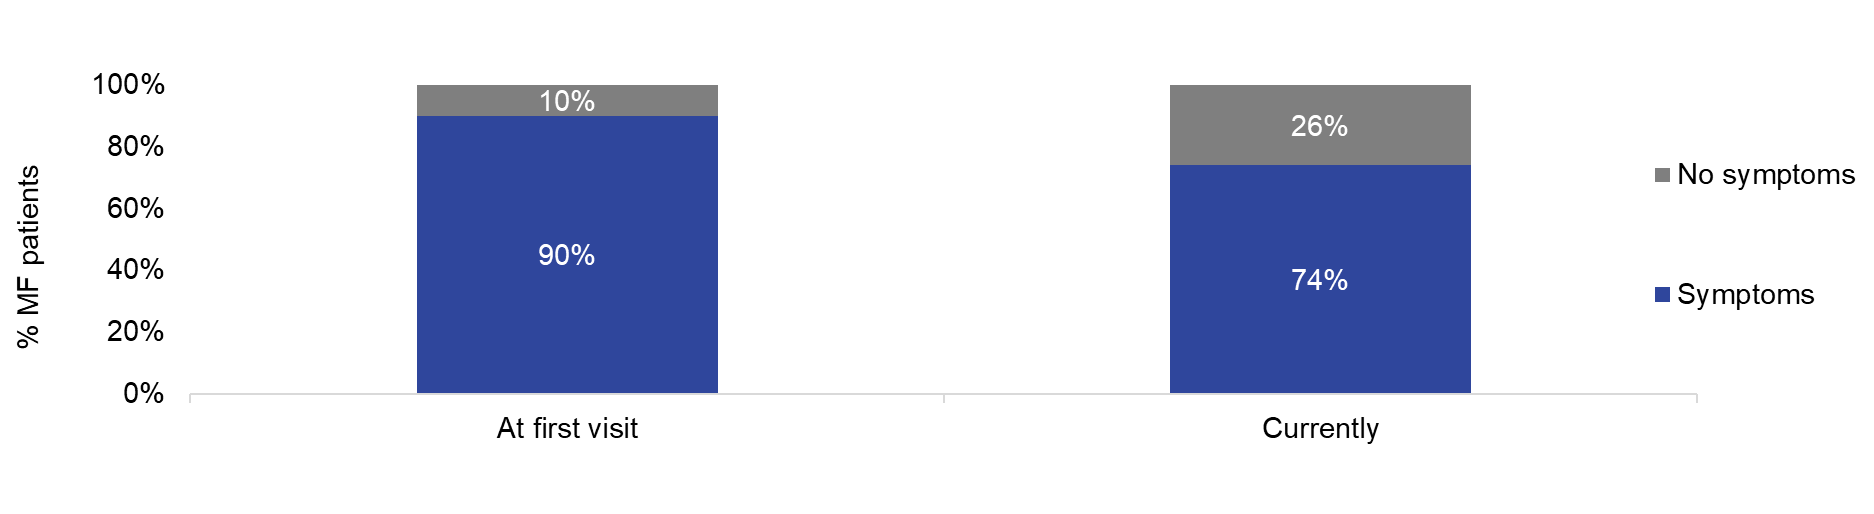 % MF patients
100%
80%
60%
40%
20%
0%
10%
90%
26%
74%
At first visit
Currently
No symptoms
Symptoms